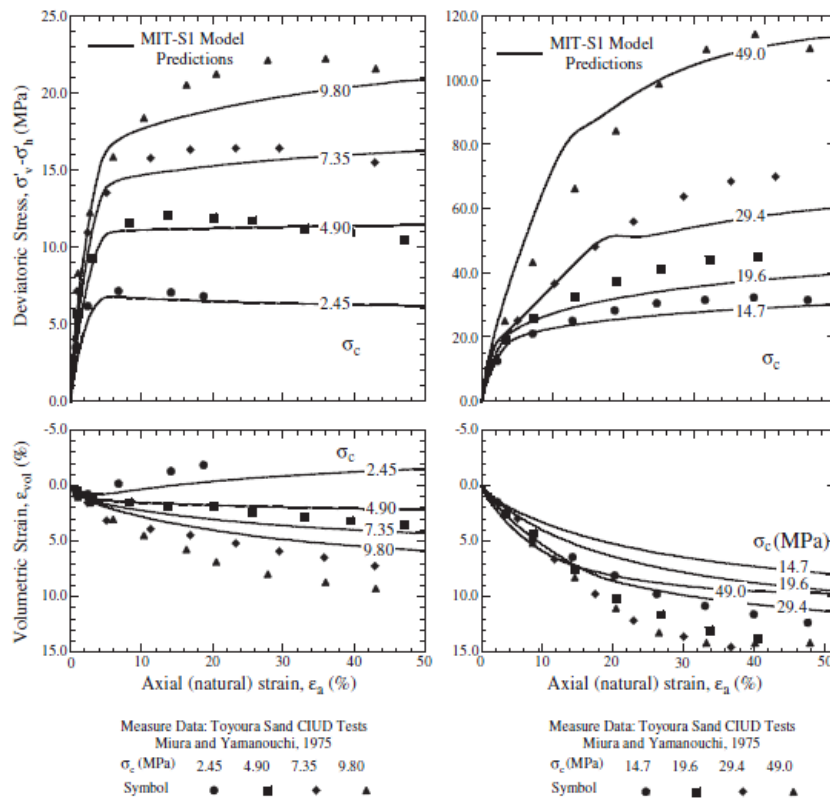 25.0
20.0
15.0
10.0
5.0
0.0
Deviatoric Stress, σ'v-σ'h (MPa)
MIT-S1 Model
Predictions
9.80
7.35
4.90
2.45
σc
120.0
100.0
80.0
60.0
40.0
20.0
0.0
MIT-S1 Model
Predictions
49.0
29.4
19.6
14.7
σc
-5.0
0.0
5.0
10.0
15.0
Volumetric Strain, εvol (%)
σc
2.45
4.90
7.35
9.80
0 10 20 30 40 50
Axial (natural) strain, εa (%)
-5.0
0.0
5.0
10.0
15.0
σc (MPa)
14.7
19.6
49.0
29.4
0 10 20 30 40 50
Axial (natural) strain, εa (%)
Measure Data: Toyoura Sand CIUD Tests
Miura and Yamanouchi, 1975
σc (MPa) 2.45 4.90 7.35 9.80
Symbol
Measure Data: Toyoura Sand CIUD Tests
Miura and Yamanouchi, 1975
σc (MPa) 14.7 19.6 29.4 49.0
Symbol